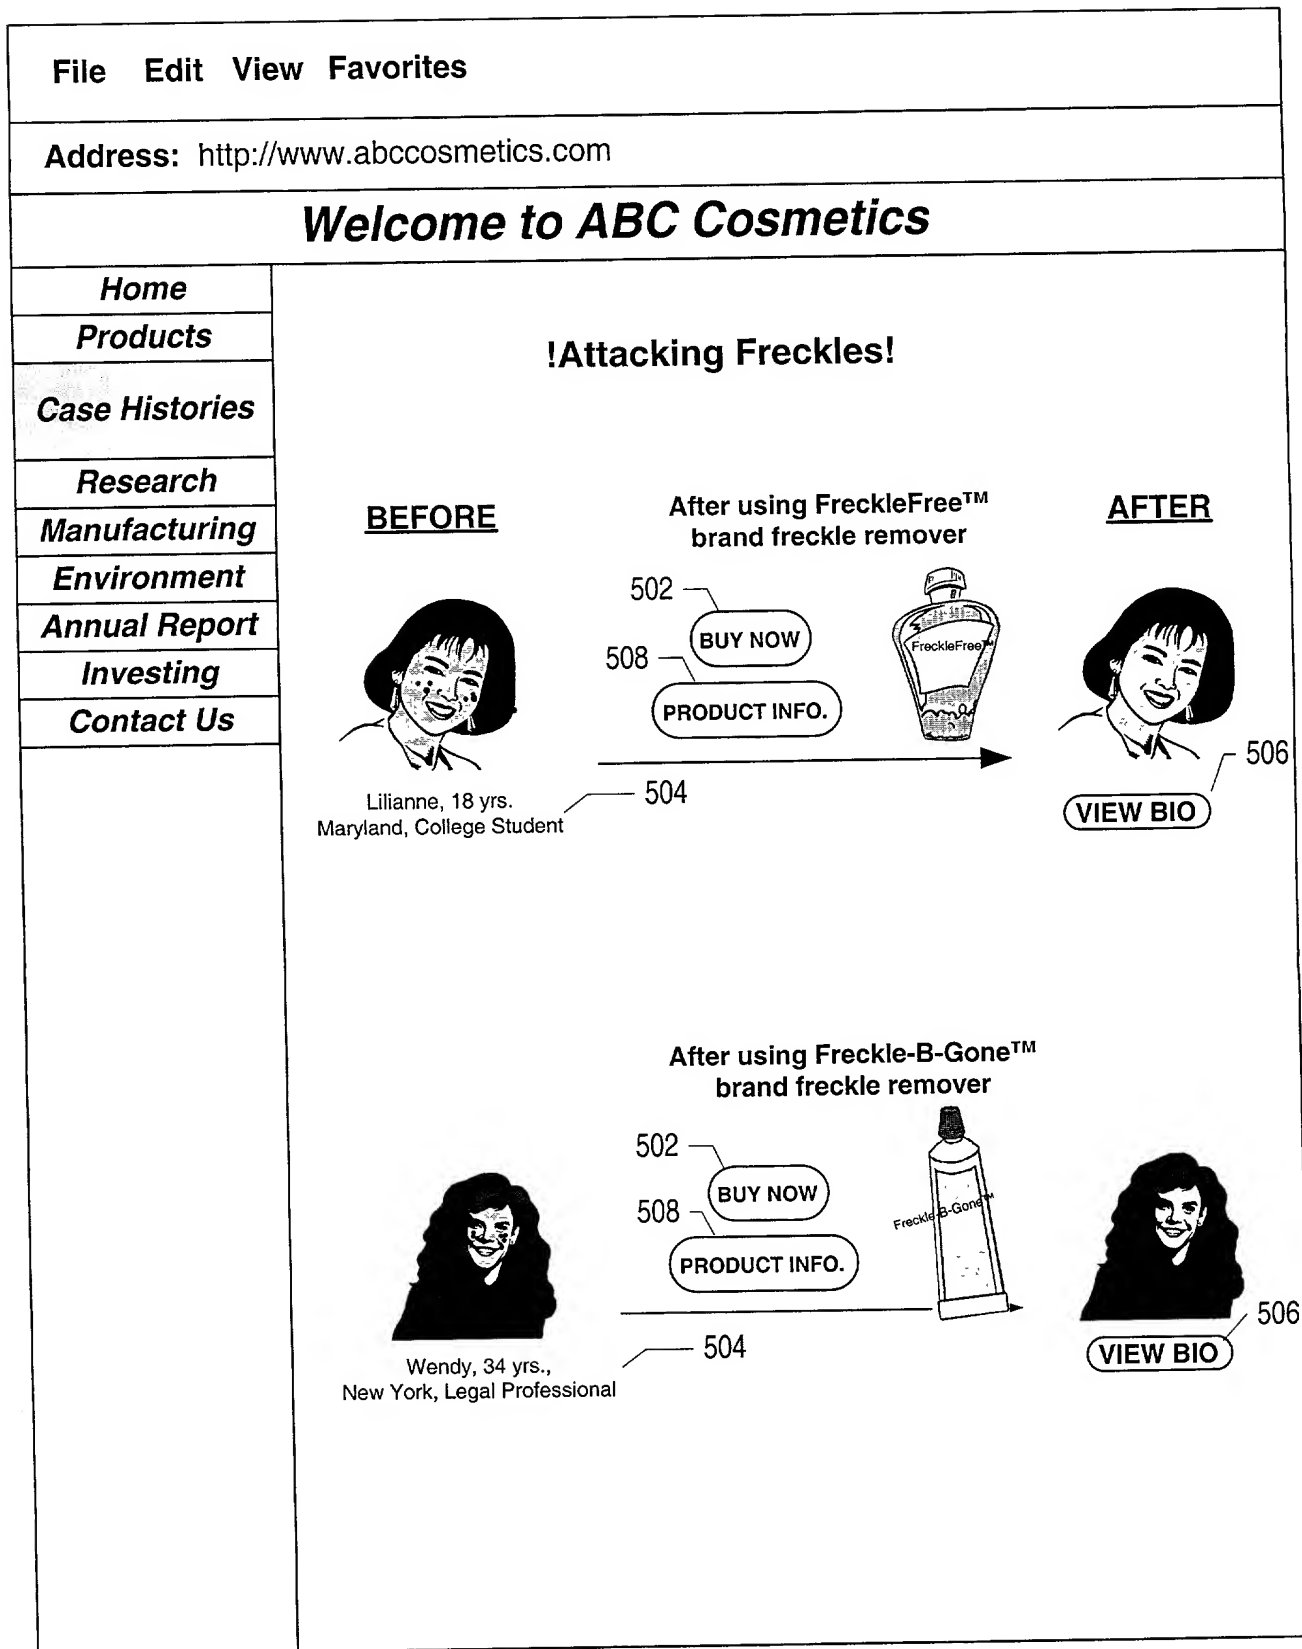 File Edit View Favorites
Address: http://www.abccosmetics.com
Welcome to ABC Cosmetics
Home
Products
Case Histories
Research
Manufacturing
Environment
Annual Report
Investing
Contact Us
!Attacking Freckles!
BEFORE
After using FreckleFree™
brand freckle remover
AFTER
502
BUY NOW
508
PRODUCT INFO.
FreckleFree™
506
VIEW BIO
504
Lilianne, 18 yrs.
Maryland, College Student
After using Freckle-B-Gone™
brand freckle remover
502
BUY NOW
508
PRODUCT INFO.
Freckle-B-Gone™
506
VIEW BIO
504
Wendy, 34 yrs.,
New York, Legal Professional